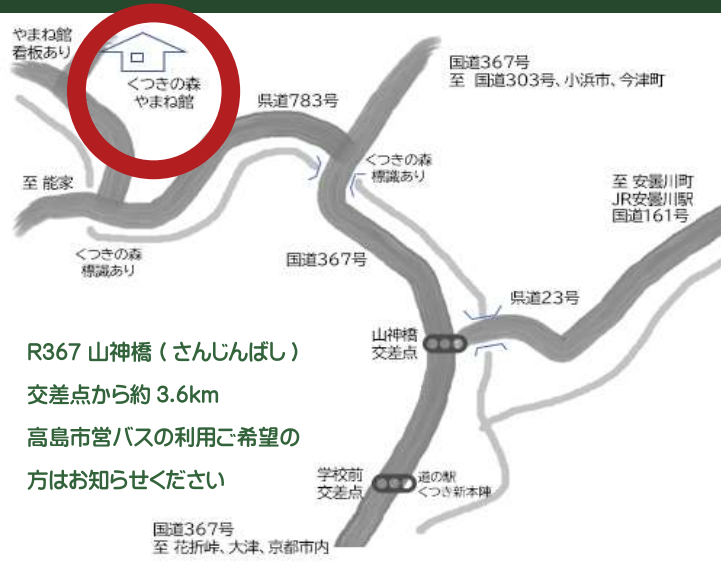 やまね館
看板あり
くつきの森
やまね館
県道783号
国道367号
至 国道303号、小浜市、今津町
くつきの森
標識あり
至 能家
至 安曇川町
JR安曇川駅
国道161号
くつきの森
標識あり
国道367号
県道23号
山神橋
交差点
R367 山神橋 ( さんじんばし )
交差点から約 3.6km
高島市営バスの利用ご希望の
方はお知らせください
学校前
交差点
道の駅
くつき新本陣
国道367号
至 花折峠、大津、京都市内